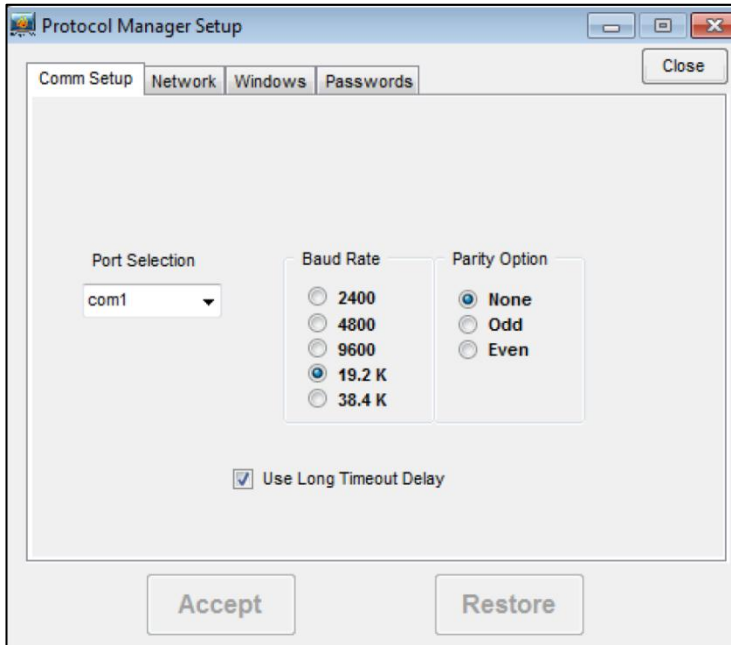 Protocol Manager Setup
Close
Comm Setup Network Windows Passwords
Port Selection
com1
Baud Rate
2400
4800
9600
19.2 K
38.4 K
Parity Option
None
Odd
Even
Use Long Timeout Delay
Accept Restore